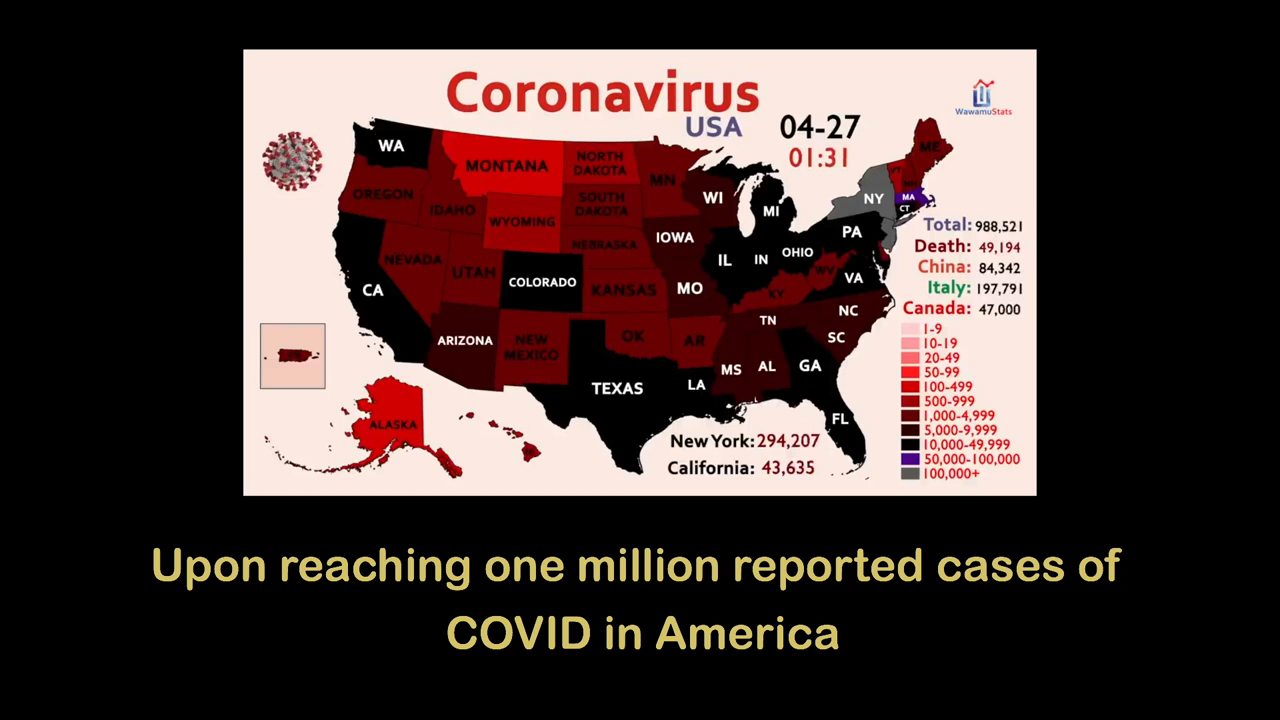 Coronavirus
USA
04-27
01:31
WawamuStats
WA
MONTANA
NORTH
DAKOTA
MN
ME
OREGON
IDAHO
SOUTH
DAKOTA
WI
MI
NY
VT
MA
CT
WYOMING
IOWA
PA
NEVADA
NEBRASKA
IL
IN
OHIO
UTAH
COLORADO
KANSAS
MO
WV
VA
CA
KY
ARIZONA
NEW
MEXICO
OK
AR
TN
NC
SC
TEXAS
LA
MS
AL
GA
FL
ALASKA
Total: 988,521
Death: 49,194
China: 84,342
Italy: 197,791
Canada: 47,000
1-9
10-19
20-49
50-99
100-499
500-999
1,000-4,999
5,000-9,999
10,000-49,999
50,000-100,000
100,000+
New York: 294,207
California: 43,635
Upon reaching one million reported cases of
COVID in America